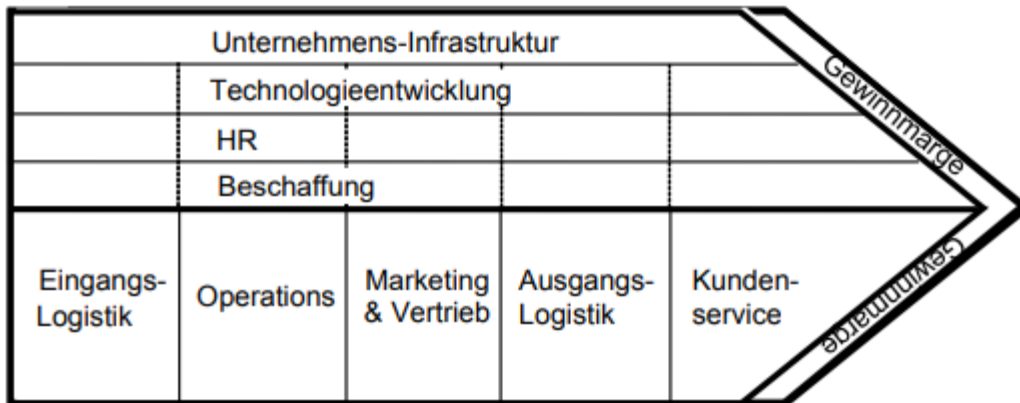 Unternehmens-Infrastruktur
Technologieentwicklung
HR
Beschaffung
Gewinnmarge
Eingangs-
Logistik
Operations
Marketing
& Vertrieb
Ausgangs-
Logistik
Kunden-
service
Gewinnmarge